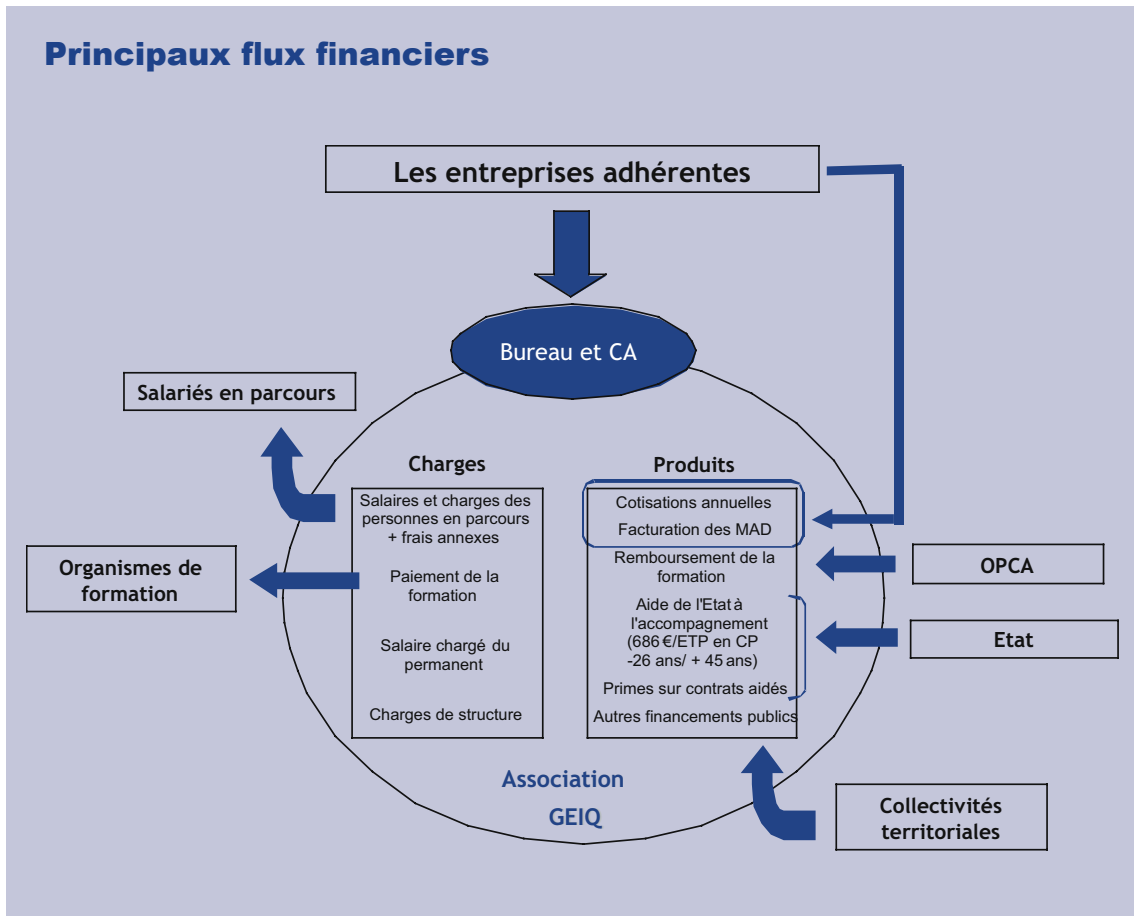 Principaux flux financiers
Les entreprises adhérentes
Bureau et CA
Salariés en parcours
Charges
Salaires et charges des
personnes en parcours
+ frais annexes
Paiement de la
formation
Salaire chargé du
permanent
Charges de structure
Organismes de
formation
Produits
Cotisations annuelles
Facturation des MAD
Remboursement de la
formation
Aide de l'Etat à
l'accompagnement
(686 €/ETP en CP
-26 ans/ + 45 ans)
Primes sur contrats aidés
Autres financements publics
OPCA
Etat
Association
GEIQ
Collectivités
territoriales